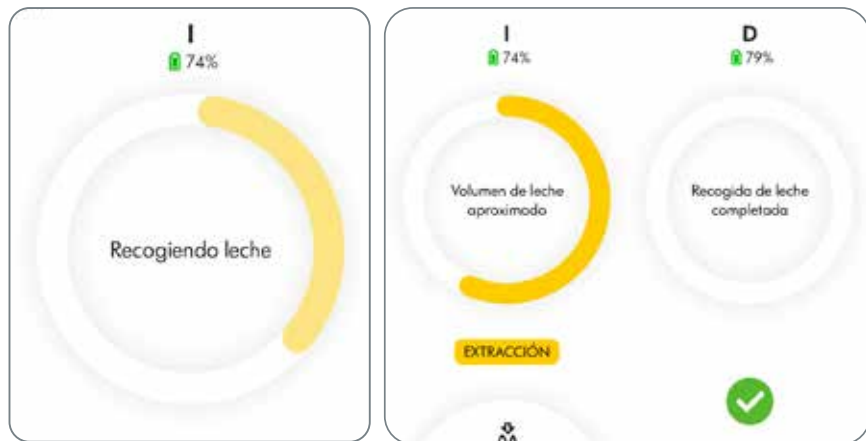 I
74%
Recogiendo leche
I
74%
Volumen de leche
aproximado
EXTRACCIÓN
D
79%
Recogida de leche
completada